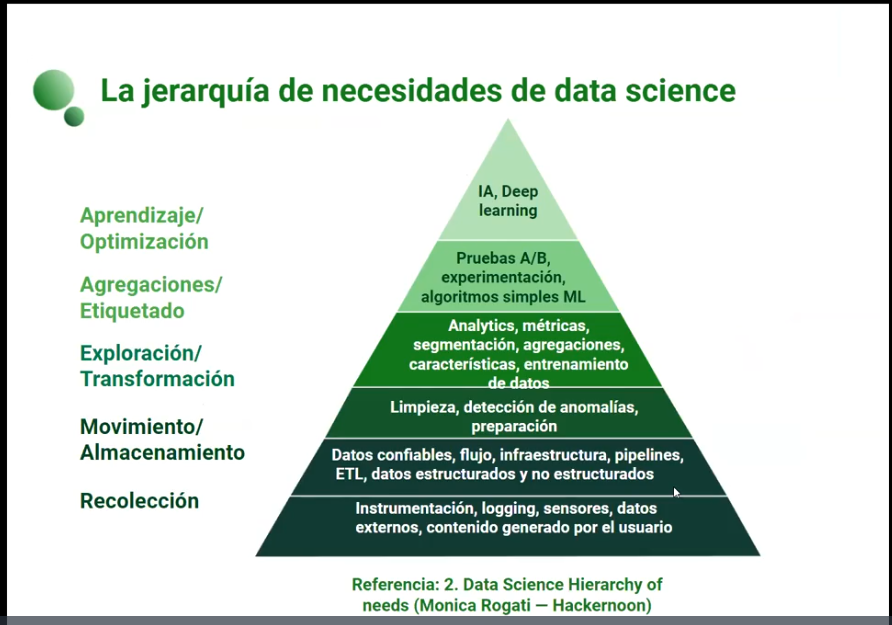 La jerarquía de necesidades de data science
Aprendizaje/
Optimización
Agregaciones/
Etiquetado
Exploración/
Transformación
Movimiento/
Almacenamiento
Recolección
IA, Deep
learning
Pruebas A/B,
experimentación,
algoritmos simples ML
Analytics, métricas,
segmentación, agregaciones,
características, entrenamiento
de datos
Limpieza, detección de anomalías,
preparación
Datos confiables, flujo, infraestructura, pipelines,
ETL, datos estructurados y no estructurados
Instrumentación, logging, sensores, datos
externos, contenido generado por el usuario
Referencia: 2. Data Science Hierarchy of
needs (Monica Rogati — Hackernoon)